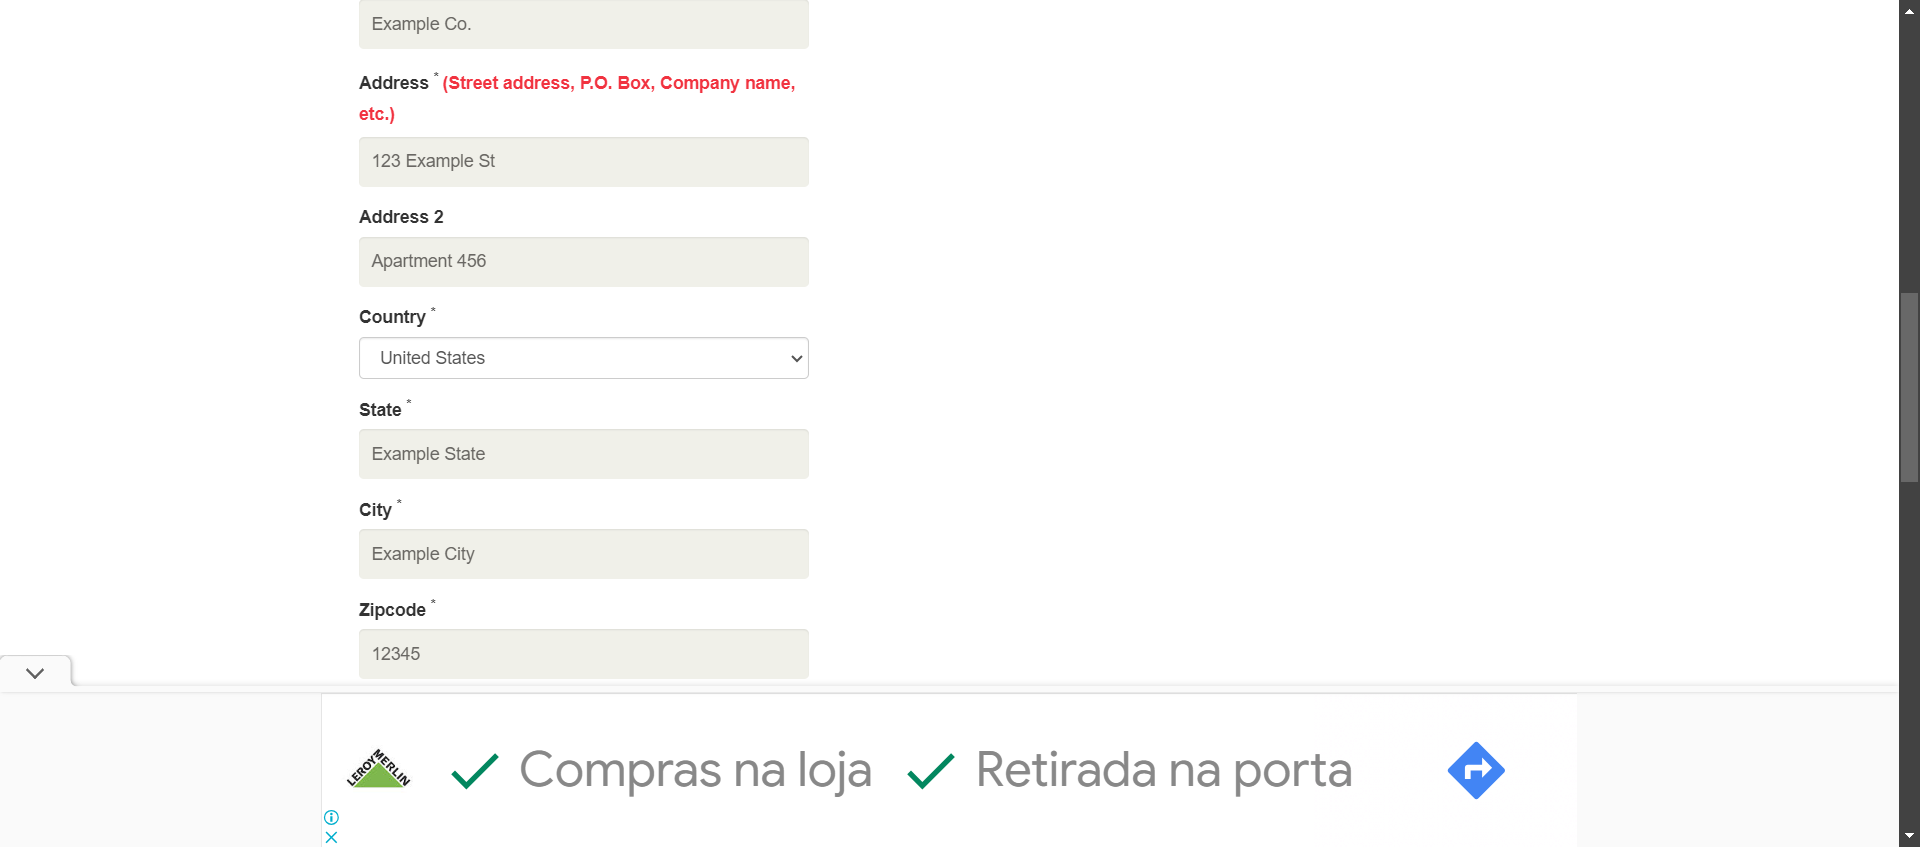 Example Co.
Address * (Street address, P.O. Box, Company name,
etc.)
123 Example St
Address 2
Apartment 456
Country *
United States
State *
Example State
City *
Example City
Zipcode *
12345
LEROY MERLIN
Compras na loja
Retirada na porta